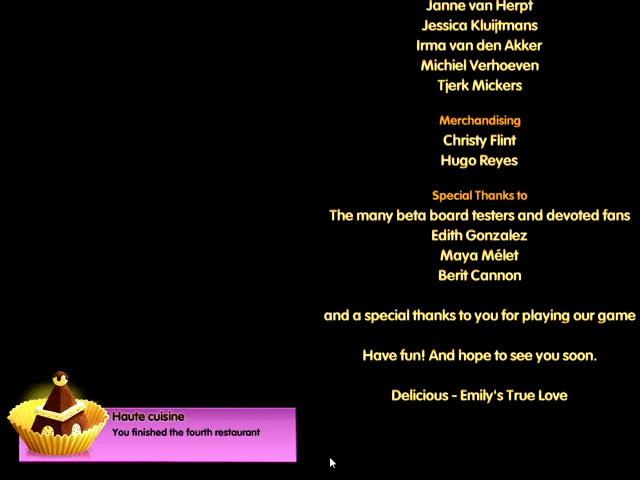 Janne van Herpt
Jessica Kluijtmans
Irma van den Akker
Michiel Verhoeven
Tjerk Mickers
Merchandising
Christy Flint
Hugo Reyes
Special Thanks to
The many beta board testers and devoted fans
Edith Gonzalez
Maya Mélet
Berit Cannon
and a special thanks to you for playing our game
Have fun! And hope to see you soon.
Delicious - Emily's True Love
Haute cuisine
You finished the fourth restaurant